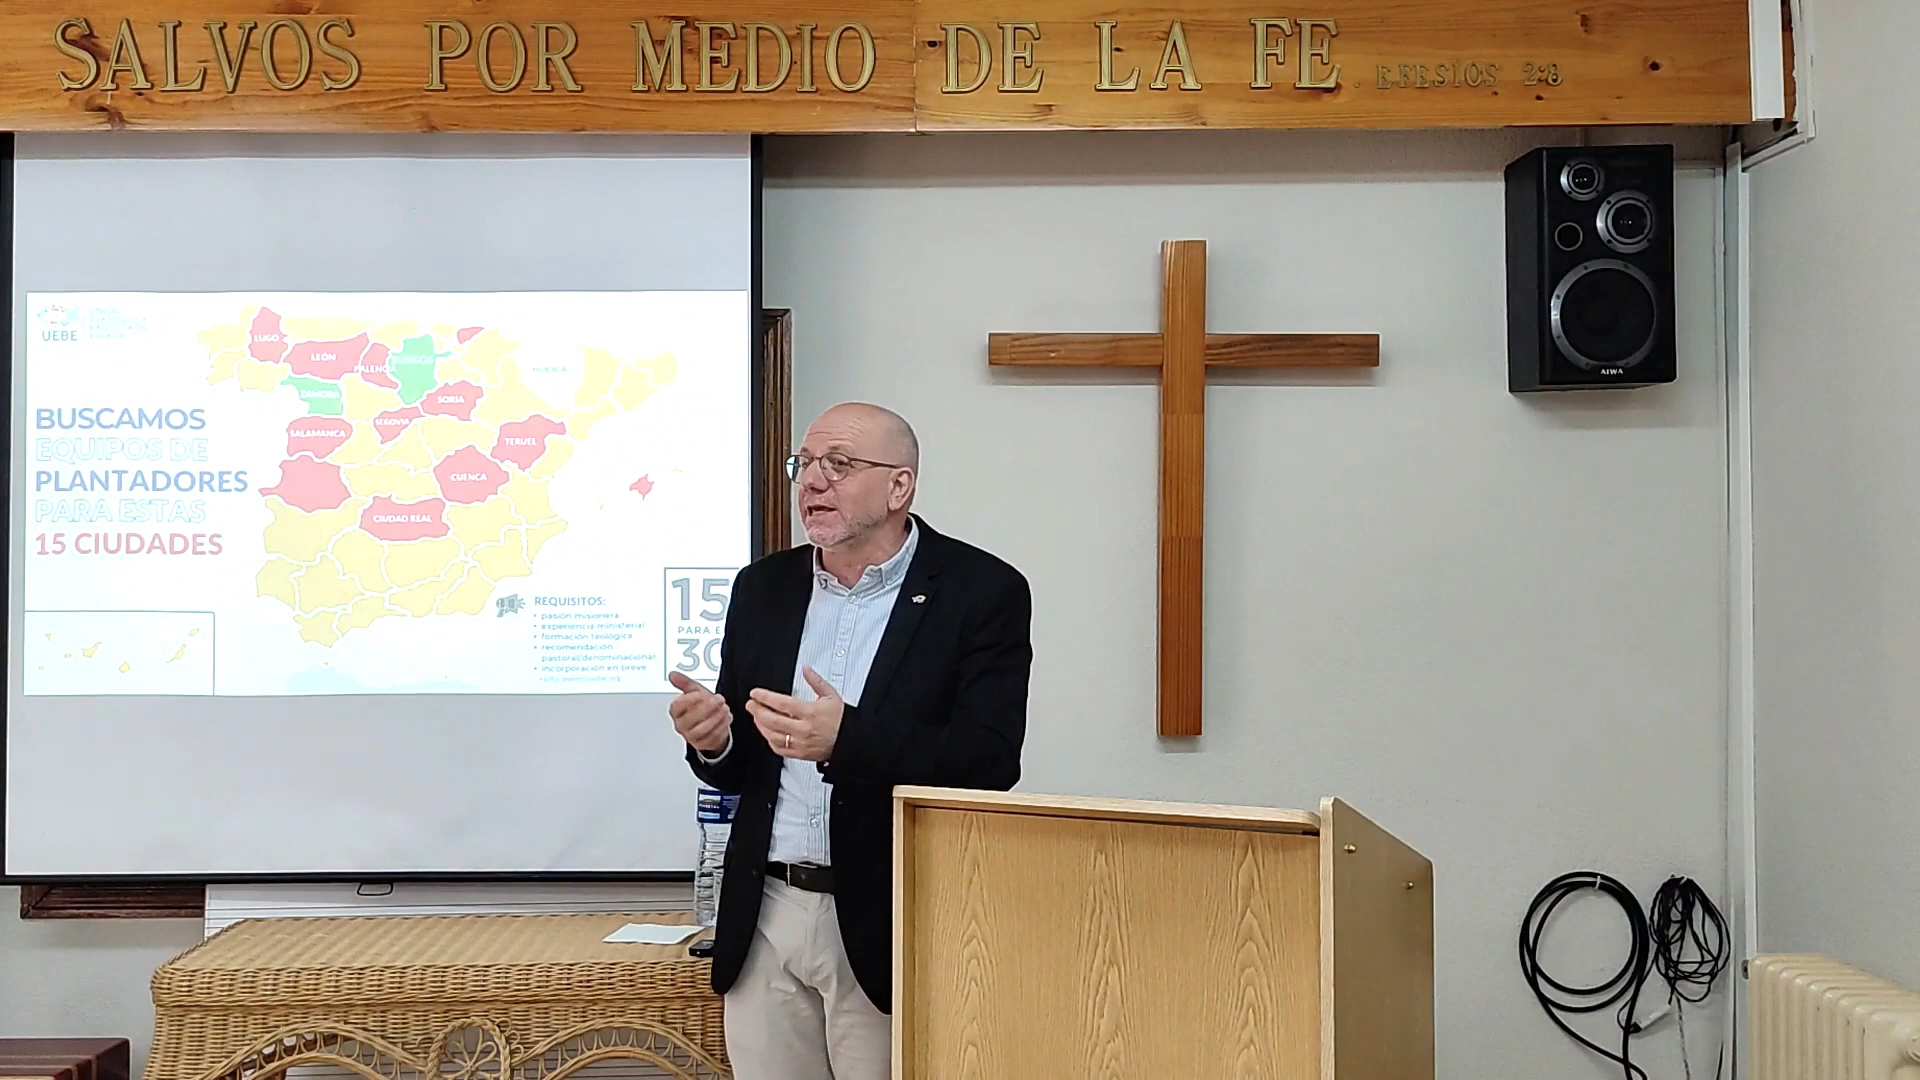 SALVOS POR MEDIO DE LA FE. EFESIOS 2:8
UEBE
BUSCAMOS
EQUIPOS DE
PLANTADORES
PARA ESTAS
15 CIUDADES
LUGO
LEÓN
PALENCIA
BURGOS
HUESCA
ZAMORA
SORIA
SALAMANCA
SEGOVIA
TERUEL
CUENCA
CIUDAD REAL
REQUISITOS:
• pasión misionera
• experiencia ministerial
• formación teológica
• recomendación
pastoral/denominacional
• incorporación en breve
15
PARA E
30
AIWA